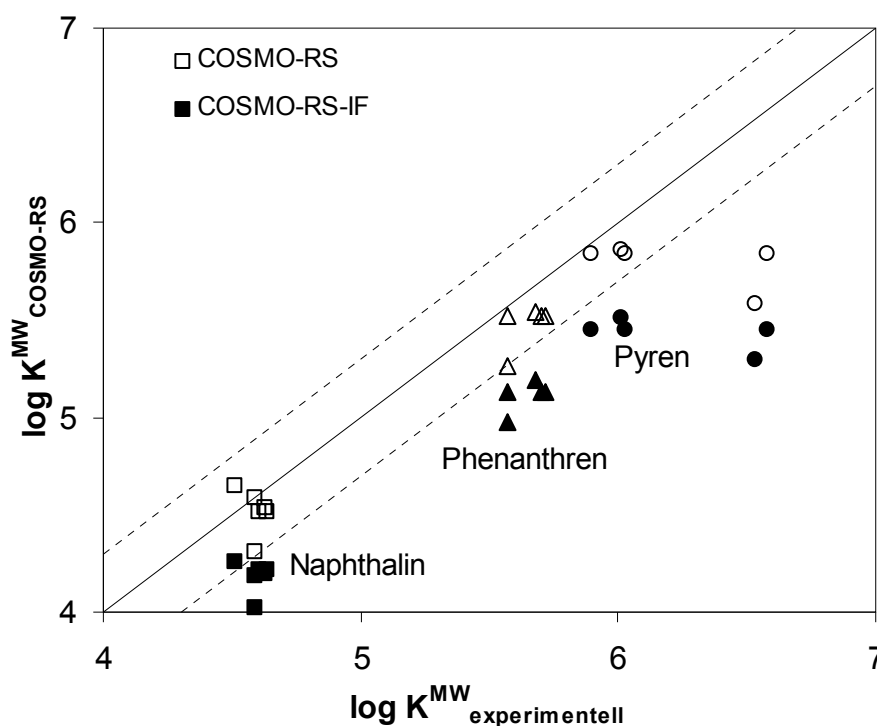 7
COSMO-RS
COSMO-RS-IF
6
log K^MW_COSMO-RS
Pyren
5
Phenanthren
Naphthalin
4
4 5 6 7
log K^MW_experimentell